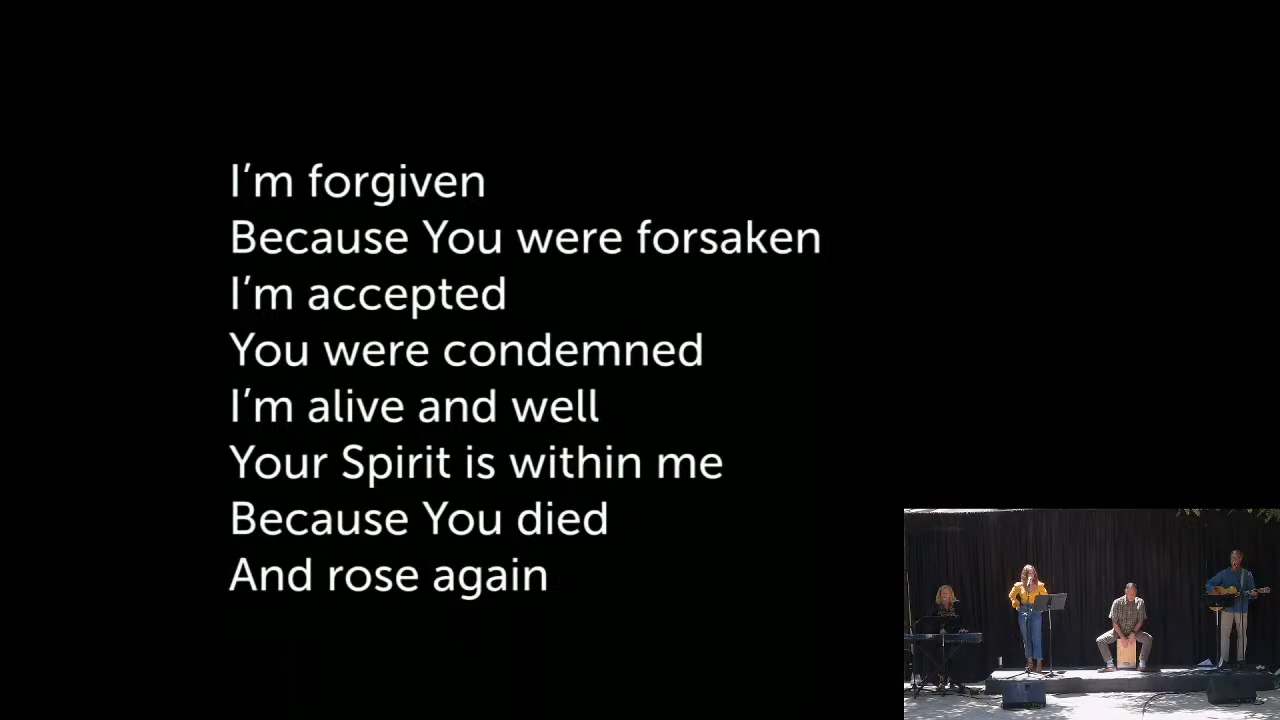 I'm forgiven
Because You were forsaken
I'm accepted
You were condemned
I'm alive and well
Your Spirit is within me
Because You died
And rose again